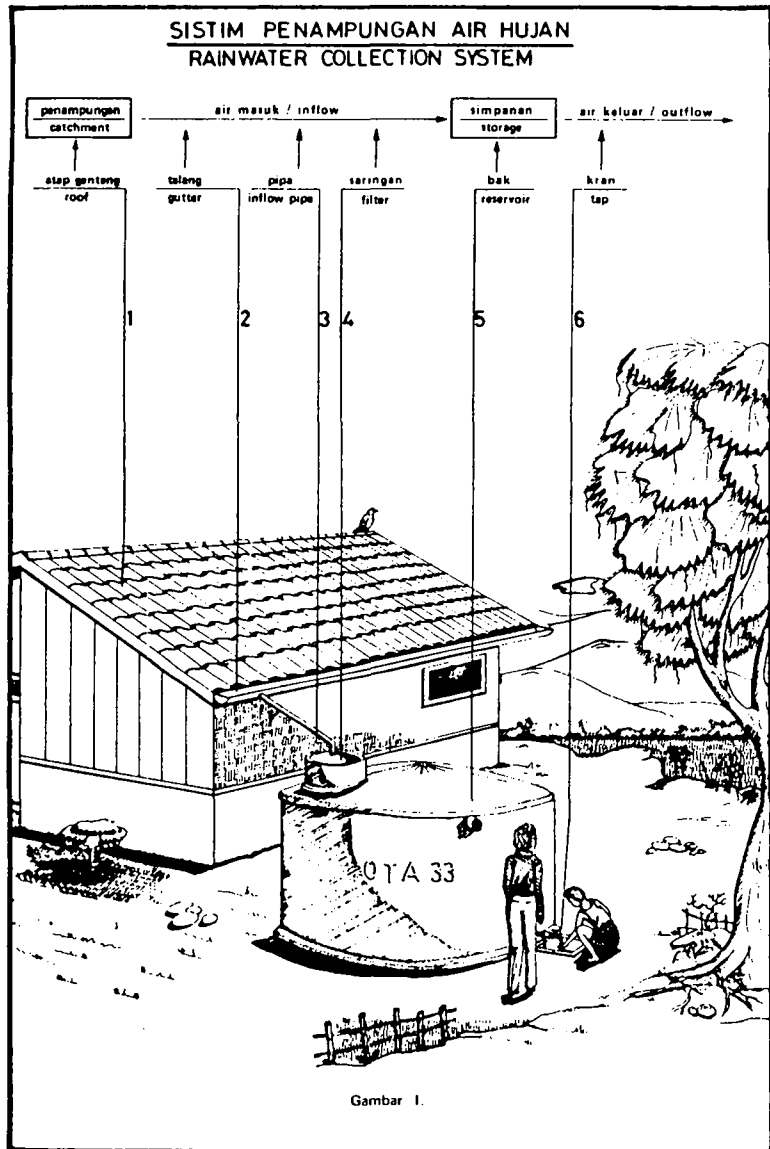 SISTIM PENAMPUNGAN AIR HUJAN
RAINWATER COLLECTION SYSTEM
penampungan
catchment
air masuk / inflow
simpanan
storage
air keluar / outflow
atap genteng
roof
talang
gutter
pipa
inflow pipe
saringan
filter
bak
reservoir
kran
tap
1 2 3 4 5 6
OTA 33
Gambar I.